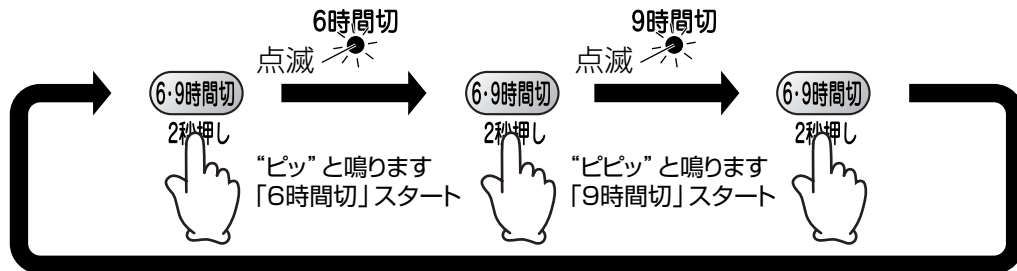 6時間切
点滅
6・9時間切
2秒押し
“ピッ”と鳴ります
「6時間切」スタート
9時間切
点滅
6・9時間切
2秒押し
“ピピッ”と鳴ります
「9時間切」スタート
6・9時間切
2秒押し